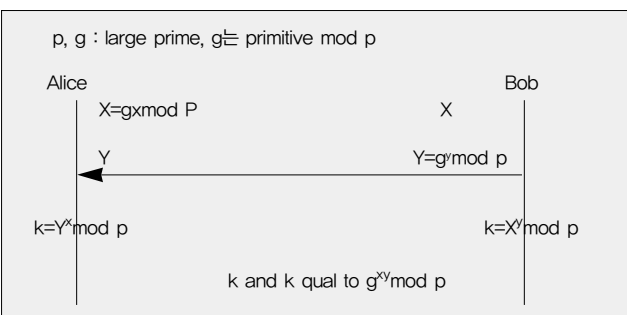 p, g : large prime, g는 primitive mod p
Alice Bob
X=gxmod P X
Y Y=gʸmod p
k=Yˣmod p k=Xʸmod p
k and k qual to gˣʸmod p